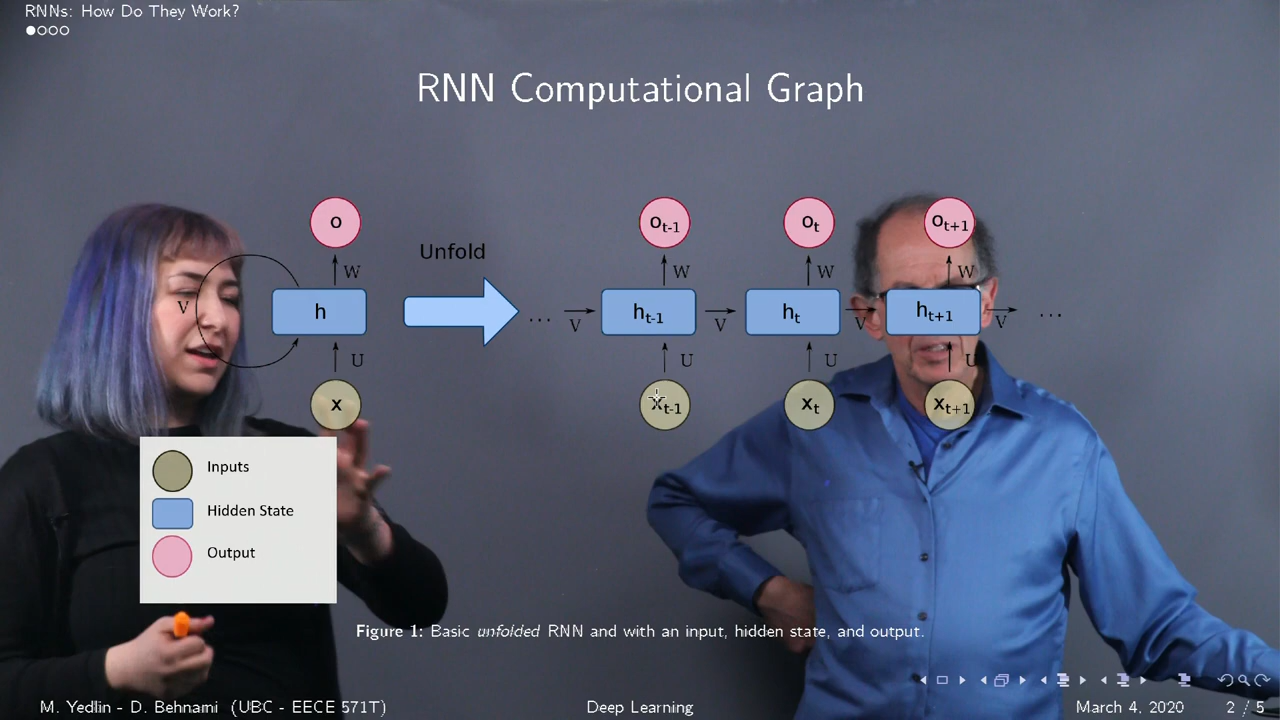 RNNs: How Do They Work?
RNN Computational Graph
o
W
V
h
U
x
Unfold
...
V
o_{t-1}
W
h_{t-1}
U
x_{t-1}
V
o_t
W
h_t
U
x_t
V
o_{t+1}
W
h_{t+1}
U
x_{t+1}
V
...
Inputs
Hidden State
Output
Figure 1: Basic unfolded RNN and with an input, hidden state, and output.
M. Yedlin - D. Behnami (UBC - EECE 571T)
Deep Learning
March 4, 2020
2 / 5